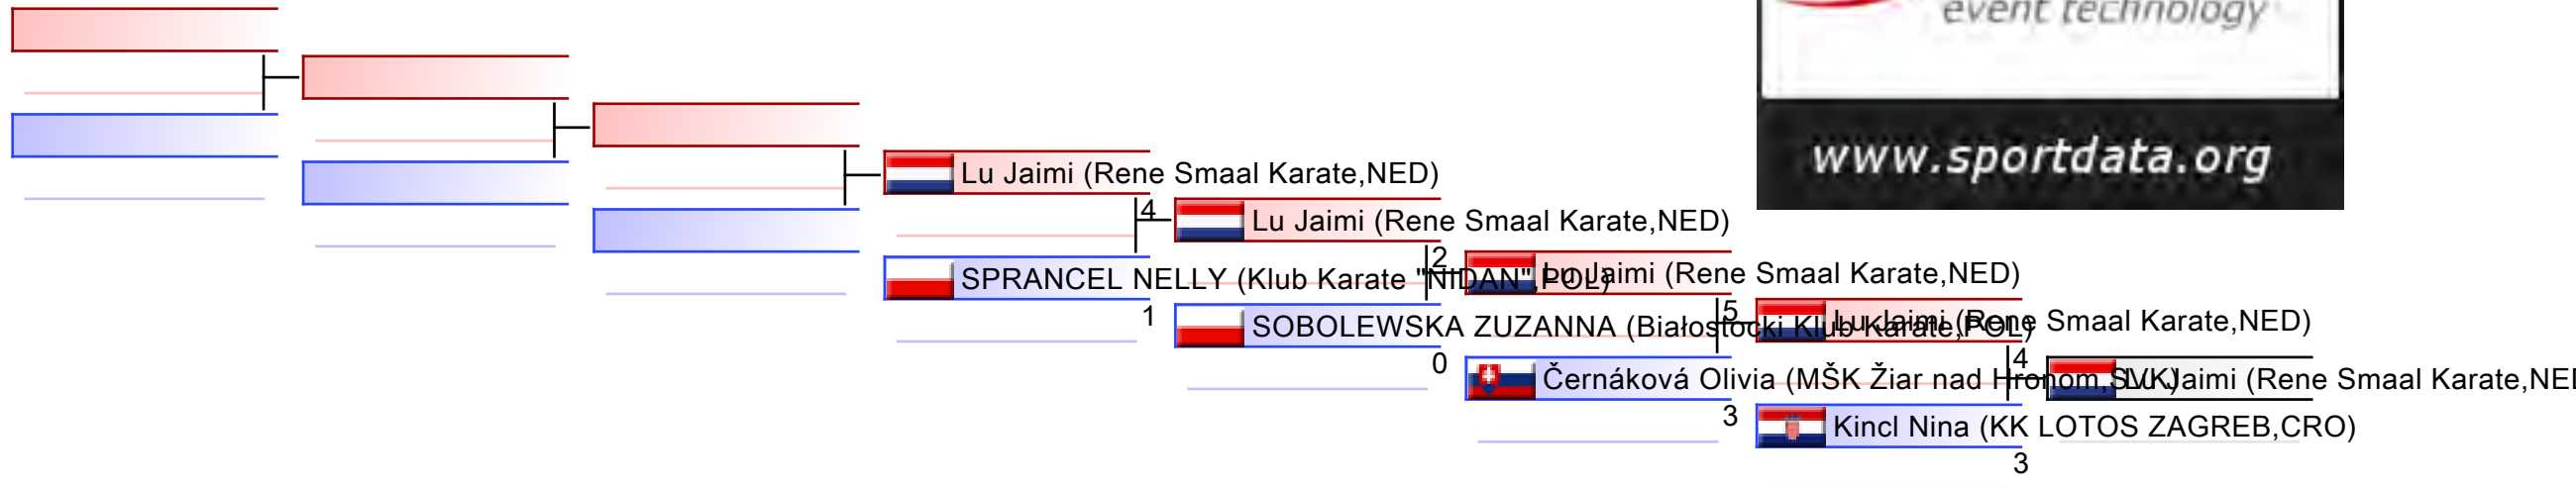 event technology
www.sportdata.org
Lu Jaimi (Rene Smaal Karate,NED)
4
Lu Jaimi (Rene Smaal Karate,NED)
2
SPRANCEL NELLY (Klub Karate "NIDAN",POL)
Lu Jaimi (Rene Smaal Karate,NED)
1
5
SOBOLEWSKA ZUZANNA (Białostocki Klub Karate,POL)
Lu Jaimi (Rene Smaal Karate,NED)
0
4
Černáková Olivia (MŠK Žiar nad Hronom,SVK)
Lu Jaimi (Rene Smaal Karate,NE
3
Kincl Nina (KK LOTOS ZAGREB,CRO)
3